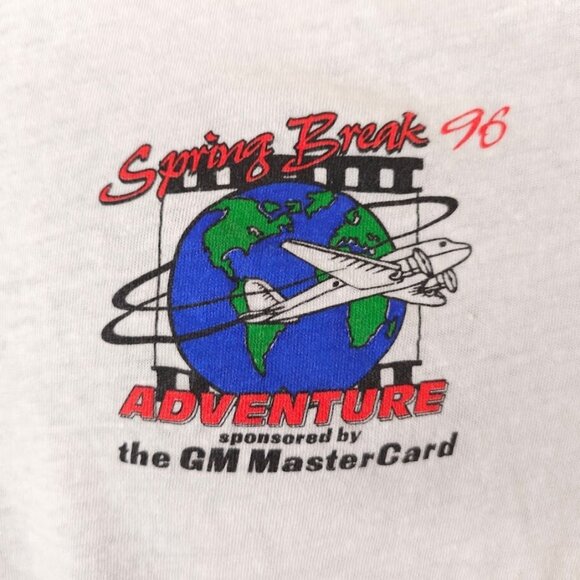 Spring Break 96
ADVENTURE
sponsored by
the GM MasterCard